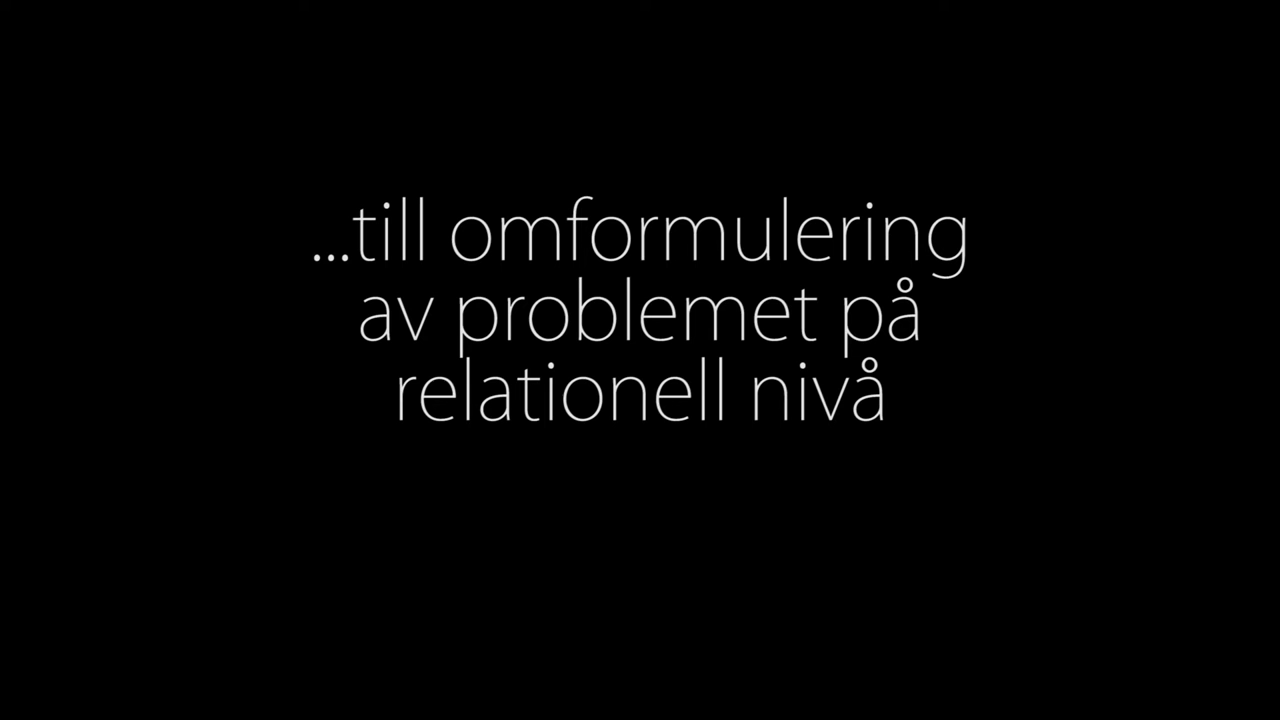 ...till omformulering
av problemet på
relationell nivå